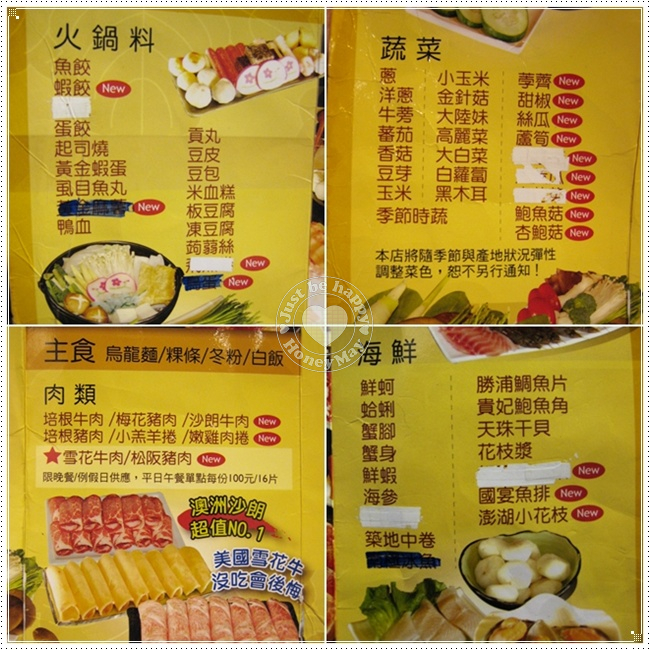 火鍋料
魚餃
蝦餃 New
蛋餃
起司燒
黃金蝦蛋
虱目魚丸
New
鴨血
貢丸
豆皮
豆包
米血糕
板豆腐
凍豆腐
蒟蒻絲
New
New
蔬菜
蔥
洋蔥
牛蒡
蕃茄
香菇
豆芽
玉米
季節時蔬
小玉米
金針菇
大陸妹
高麗菜
大白菜
白蘿蔔
黑木耳
荸薺 New
甜椒 New
絲瓜 New
蘆筍 New
New
New
New
鮑魚菇 New
杏鮑菇 New
本店將隨季節與產地狀況彈性
調整菜色，恕不另行通知！
主食 烏龍麵/粿條/冬粉/白飯
肉類
培根牛肉/梅花豬肉/沙朗牛肉 New
培根豬肉/小羔羊捲/嫩雞肉捲 New
★雪花牛肉/松阪豬肉 New
限晚餐/例假日供應，平日午餐單點每份100元/16片
澳洲沙朗
超值NO.1
美國雪花牛
沒吃會後悔
海鮮
鮮蚵
蛤蜊
蟹腳
蟹身
鮮蝦
海參
築地中卷
勝浦鯛魚片
貴妃鮑魚角
天珠干貝
花枝漿
New
國宴魚排 New
澎湖小花枝 New
Just be happy
HoneyMay